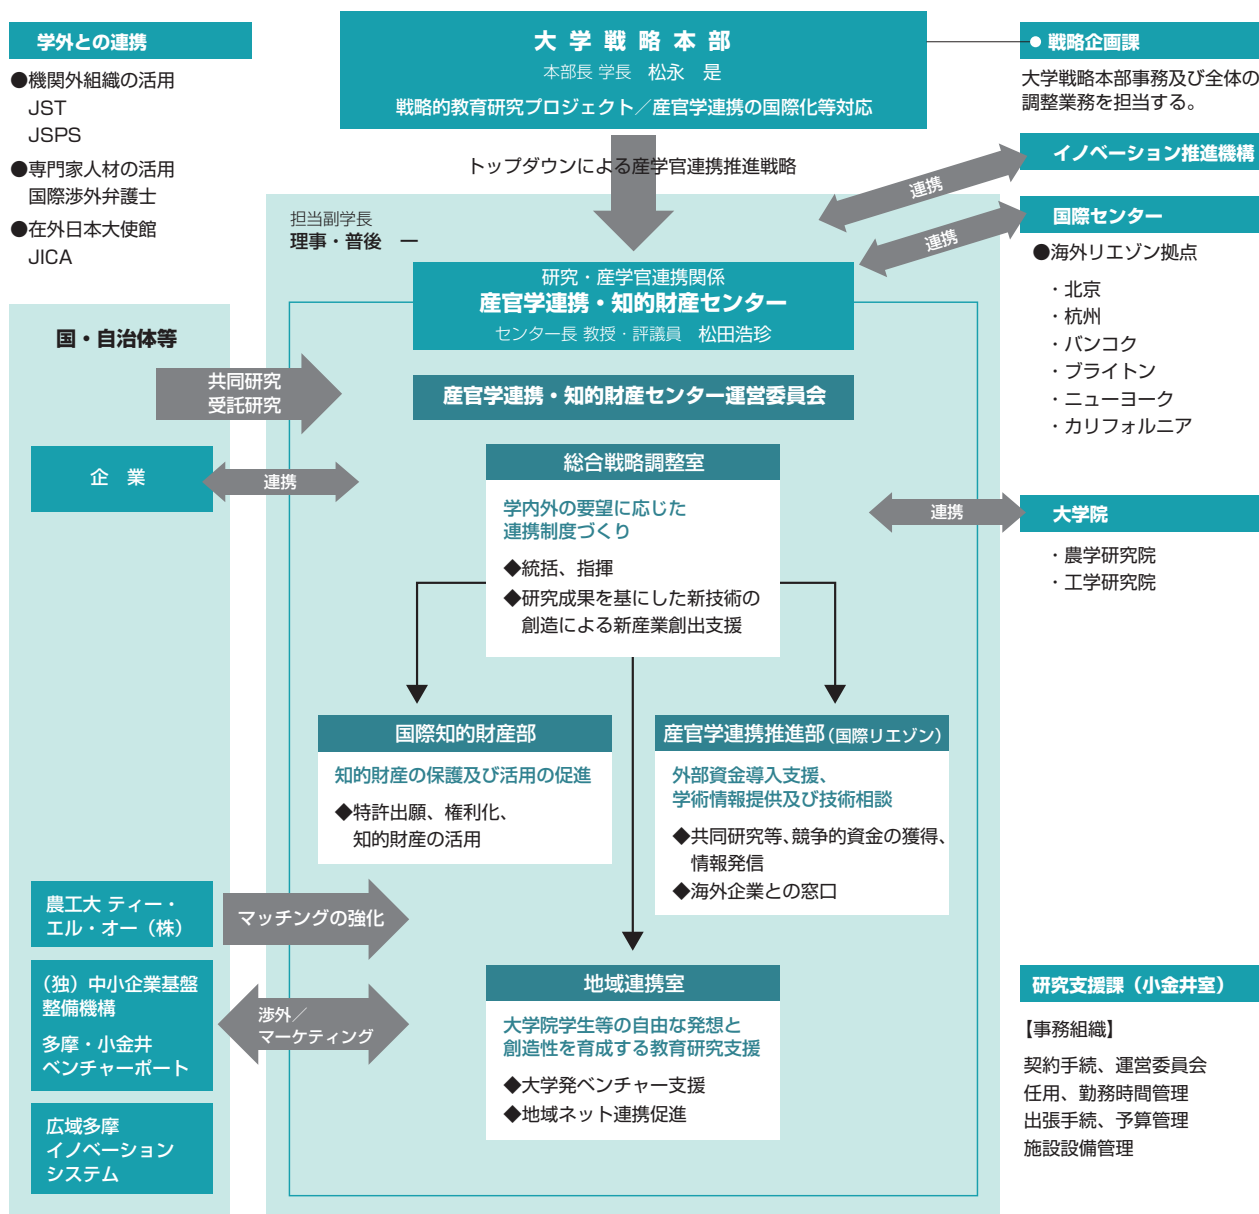 学外との連携
●機関外組織の活用
JST
JSPS
●専門家人材の活用
国際渉外弁護士
●在外日本大使館
JICA
大学戦略本部
本部長 学長　松永　是
戦略的教育研究プロジェクト／産官学連携の国際化等対応
トップダウンによる産学官連携推進戦略
● 戦略企画課
大学戦略本部事務及び全体の
調整業務を担当する。
イノベーション推進機構
連携
国際センター
連携
●海外リエゾン拠点
・北京
・杭州
・バンコク
・ブライトン
・ニューヨーク
・カリフォルニア
担当副学長
理事・普後　一
研究・産学官連携関係
産官学連携・知的財産センター
センター長 教授・評議員　松田浩珍
産官学連携・知的財産センター運営委員会
国・自治体等
共同研究
受託研究
企　業
連携
総合戦略調整室
学内外の要望に応じた
連携制度づくり
◆統括、指揮
◆研究成果を基にした新技術の
創造による新産業創出支援
連携
大学院
・農学研究院
・工学研究院
国際知的財産部
知的財産の保護及び活用の促進
◆特許出願、権利化、
知的財産の活用
産官学連携推進部（国際リエゾン）
外部資金導入支援、
学術情報提供及び技術相談
◆共同研究等、競争的資金の獲得、
情報発信
◆海外企業との窓口
農工大 ティー・
エル・オー（株）
マッチングの強化
（独）中小企業基盤
整備機構
多摩・小金井
ベンチャーポート
渉外／
マーケティング
広域多摩
イノベーション
システム
地域連携室
大学院学生等の自由な発想と
創造性を育成する教育研究支援
◆大学発ベンチャー支援
◆地域ネット連携促進
研究支援課（小金井室）
【事務組織】
契約手続、運営委員会
任用、勤務時間管理
出張手続、予算管理
施設設備管理